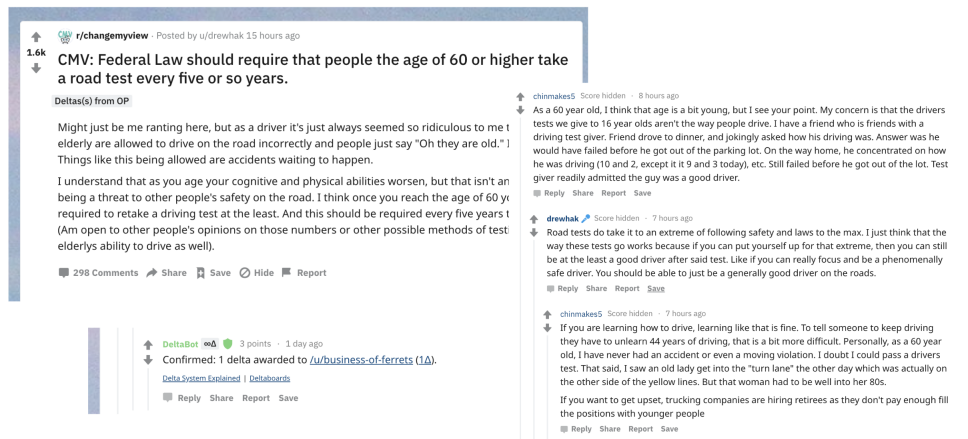 r/changemyview · Posted by u/drewhak 15 hours ago
1.6k
CMV: Federal Law should require that people the age of 60 or higher take
a road test every five or so years.
Deltas(s) from OP
Might just be me ranting here, but as a driver it's just always seemed so ridiculous to me t
elderly are allowed to drive on the road incorrectly and people just say "Oh they are old."
Things like this being allowed are accidents waiting to happen.
I understand that as you age your cognitive and physical abilities worsen, but that isn't an
being a threat to other people's safety on the road. I think once you reach the age of 60 yo
required to retake a driving test at the least. And this should be required every five years t
(Am open to other people's opinions on those numbers or other possible methods of testi
elderlys ability to drive as well).
298 Comments Share Save Hide Report
DeltaBot ∞Δ 3 points · 1 day ago
Confirmed: 1 delta awarded to /u/business-of-ferrets (1Δ).
Delta System Explained | Deltaboards
Reply Share Report Save
chinmakes5 Score hidden · 8 hours ago
As a 60 year old, I think that age is a bit young, but I see your point. My concern is that the drivers
tests we give to 16 year olds aren't the way people drive. I have a friend who is friends with a
driving test giver. Friend drove to dinner, and jokingly asked how his driving was. Answer was he
would have failed before he got out of the parking lot. On the way home, he concentrated on how
he was driving (10 and 2, except it it 9 and 3 today), etc. Still failed before he got out of the lot. Test
giver readily admitted the guy was a good driver.
Reply Share Report Save
drewhak Score hidden · 7 hours ago
Road tests do take it to an extreme of following safety and laws to the max. I just think that the
way these tests go works because if you can put yourself up for that extreme, then you can still
be at the least a good driver after said test. Like if you can really focus and be a phenomenally
safe driver. You should be able to just be a generally good driver on the roads.
Reply Share Report Save
chinmakes5 Score hidden · 7 hours ago
If you are learning how to drive, learning like that is fine. To tell someone to keep driving
they have to unlearn 44 years of driving, that is a bit more difficult. Personally, as a 60 year
old, I have never had an accident or even a moving violation. I doubt I could pass a drivers
test. That said, I saw an old lady get into the "turn lane" the other day which was actually on
the other side of the yellow lines. But that woman had to be well into her 80s.
If you want to get upset, trucking companies are hiring retirees as they don't pay enough fill
the positions with younger people
Reply Share Report Save